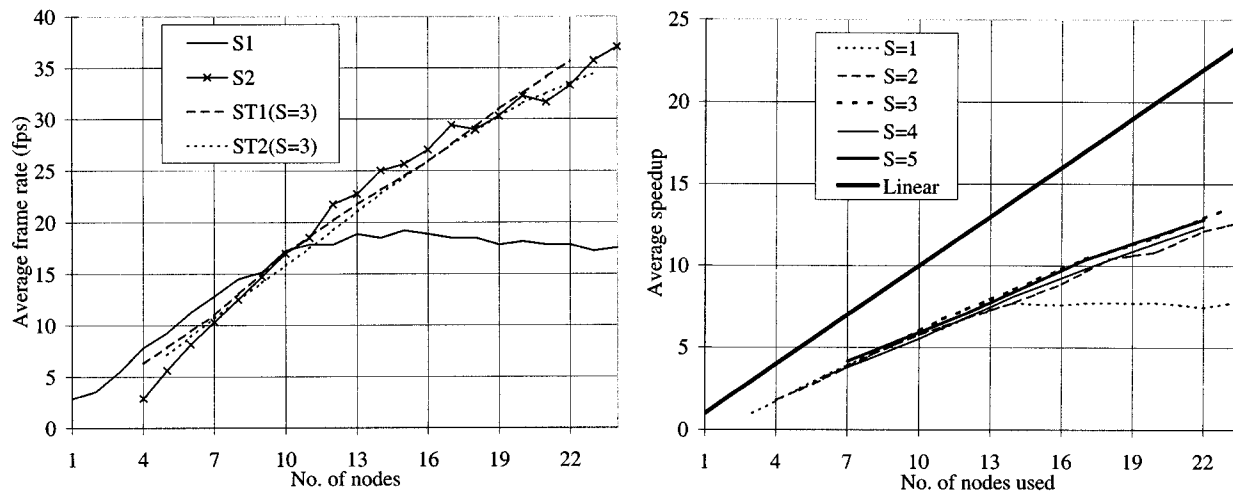 Average frame rate (fps)
40
35
30
25
20
15
10
5
0
S1
S2
ST1(S=3)
ST2(S=3)
1 4 7 10 13 16 19 22
No. of nodes
Average speedup
25
20
15
10
5
0
S=1
S=2
S=3
S=4
S=5
Linear
1 4 7 10 13 16 19 22
No. of nodes used